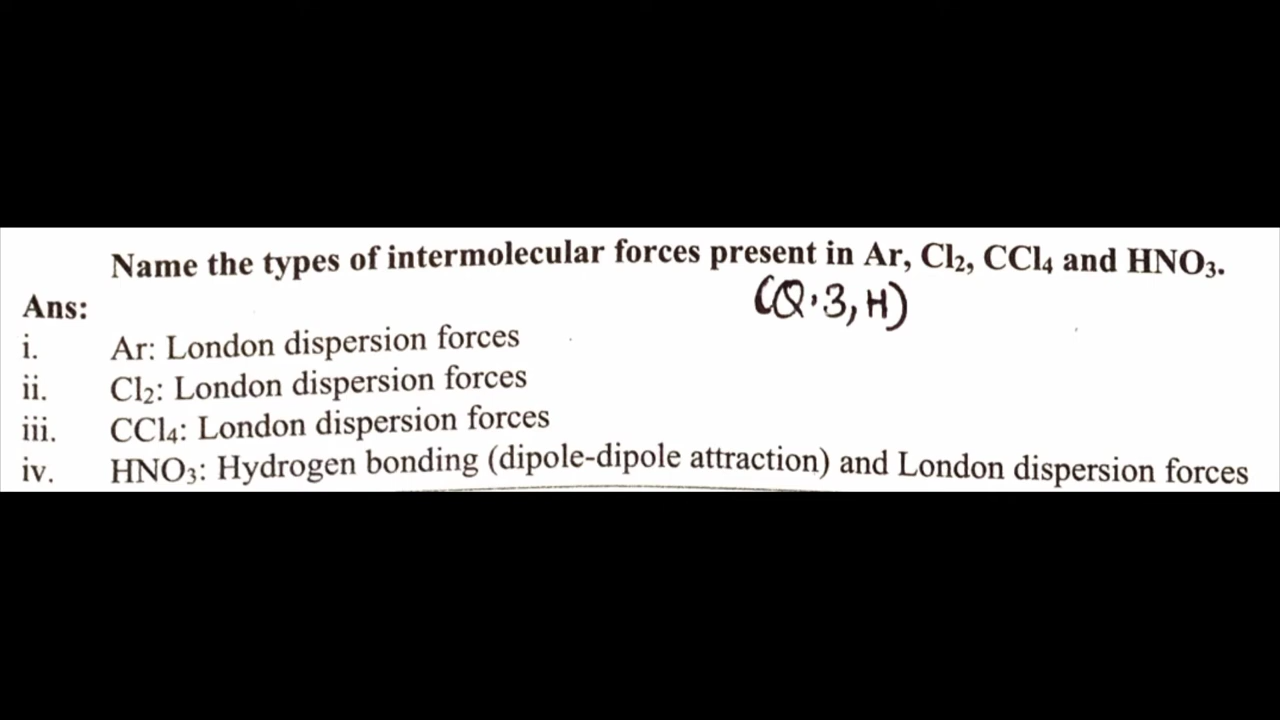 Name the types of intermolecular forces present in Ar, Cl₂, CCl₄ and HNO₃.
(Q.3, H)
Ans:
i. Ar: London dispersion forces
ii. Cl₂: London dispersion forces
iii. CCl₄: London dispersion forces
iv. HNO₃: Hydrogen bonding (dipole-dipole attraction) and London dispersion forces